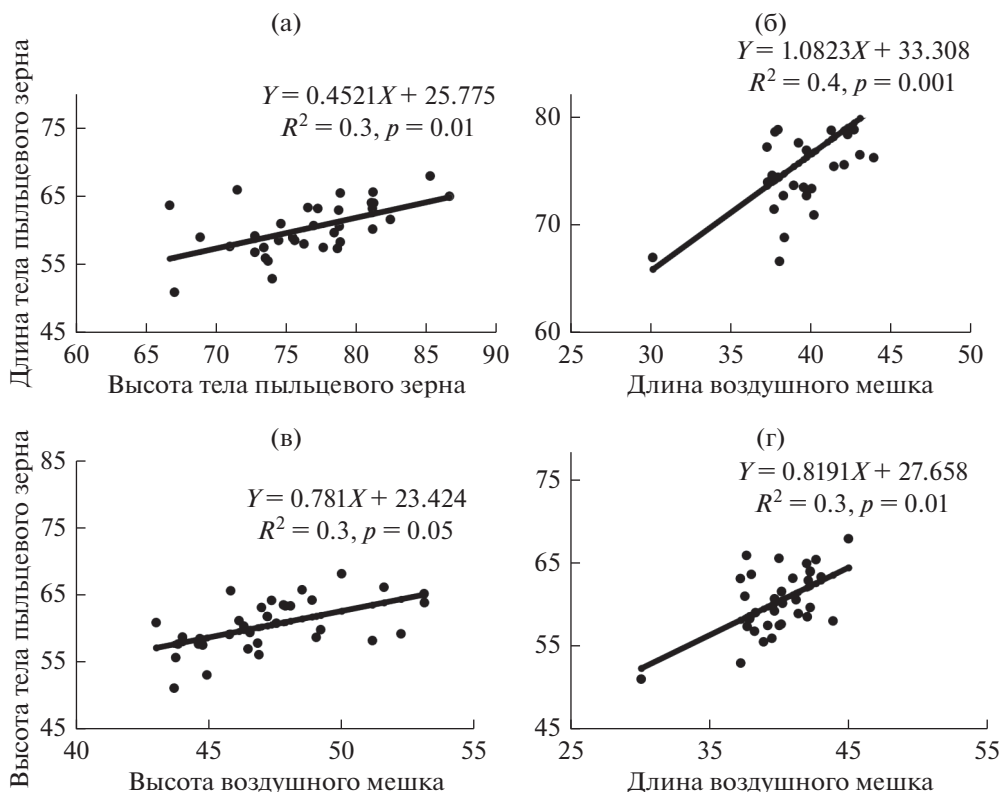 (а)
Y = 0.4521X + 25.775
R² = 0.3, p = 0.01
Длина тела пыльцевого зерна
75
65
55
45
60 65 70 75 80 85 90
Высота тела пыльцевого зерна
(б)
Y = 1.0823X + 33.308
R² = 0.4, p = 0.001
80
70
60
25 30 35 40 45 50
Длина воздушного мешка
(в)
Y = 0.781X + 23.424
R² = 0.3, p = 0.05
Высота тела пыльцевого зерна
85
75
65
55
45
40 45 50 55
Высота воздушного мешка
(г)
Y = 0.8191X + 27.658
R² = 0.3, p = 0.01
75
65
55
45
25 35 45 55
Длина воздушного мешка